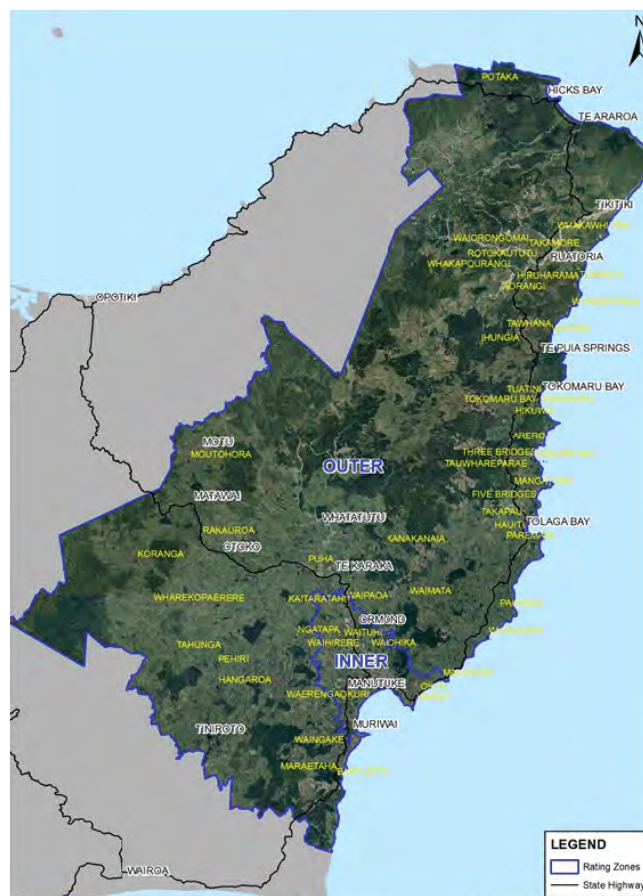 N
POTAKA
HICKS BAY
TE ARAROA
TIKITIKI
WAIORONGOMAI
TAKAMORE
ROTOKAUTUTU
RUATORIA
WHAKAPOURANGI
HIRUHARAMA
AORANGI
OPOTIKI
TAWHANA
IHUNGIA
TE PUIA SPRINGS
TUATINI
TOKOMARU BAY
TOKOMARU BAY
HIKUWAI
ARERO
MOTU
MOUTOHORA
THREE BRIDGES
OUTER
TAUWHAREPARAE
MATAWAI
FIVE BRIDGES
WHATATUTU
TAKAPAU
RAKAUROA
HAUITI
TOLAGA BAY
OTOKO
KANAKANAIA
KORANGA
PUHA
TE KARAKA
WHAREKOPAERERE
KAITARATAHI
WAIPAOA
WAIMATA
ORMOND
NGATAPA
WAITUHI
TAHUNGA
WAIHIRERE
WAIOHIKA
PEHIRI
INNER
HANGAROA
MANUTUKE
WAERENGAOKURI
TINIROTO
MURIWAI
WAINGAKE
MARAETAHA
WAIROA
LEGEND
Rating Zones
State Highway